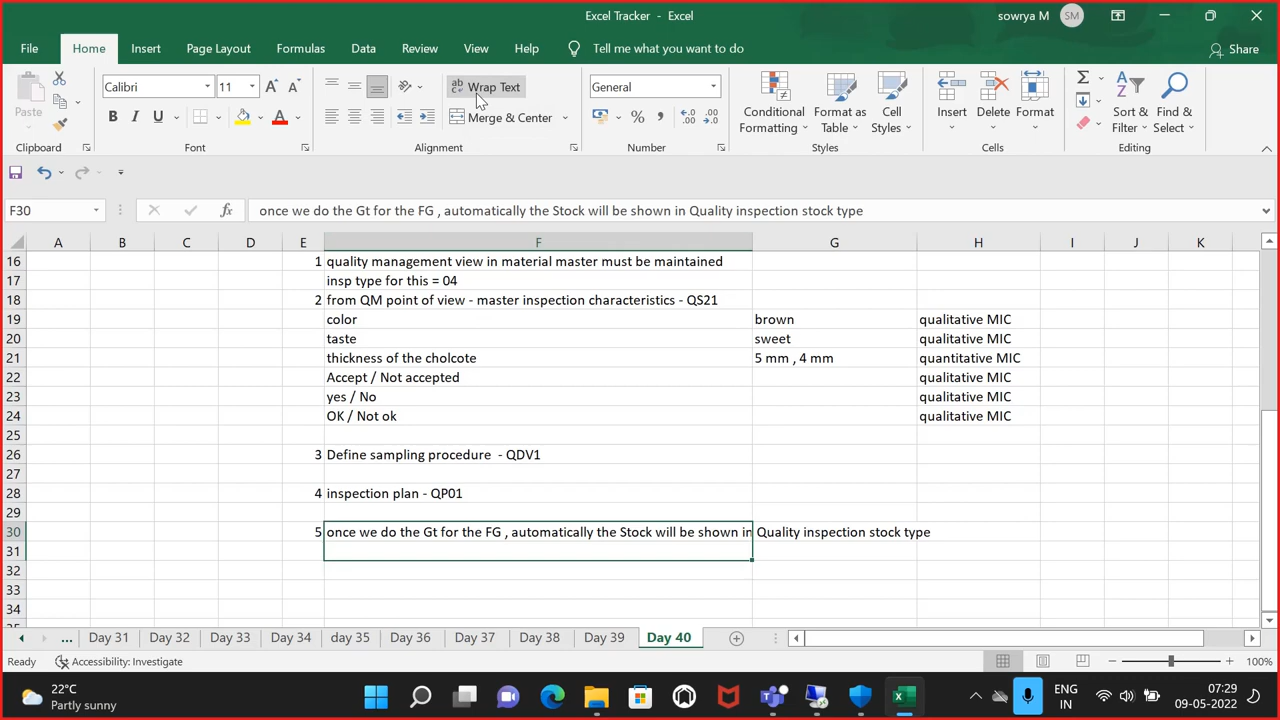 Excel Tracker - Excel
sowrya M SM
File Home Insert Page Layout Formulas Data Review View Help Tell me what you want to do Share
Paste Calibri 11 A A ab Wrap Text General Conditional Formatting Format as Table Cell Styles Insert Delete Format Sort & Filter Find & Select
B I U A Merge & Center % ,
Clipboard Font Alignment Number Styles Cells Editing
F30 fx once we do the Gt for the FG , automatically the Stock will be shown in Quality inspection stock type
A B C D E F G H I J K
16 1 quality management view in material master must be maintained
17 insp type for this = 04
18 2 from QM point of view - master inspection characteristics - QS21
19 color brown qualitative MIC
20 taste sweet qualitative MIC
21 thickness of the cholcote 5 mm , 4 mm quantitative MIC
22 Accept / Not accepted qualitative MIC
23 yes / No qualitative MIC
24 OK / Not ok qualitative MIC
25
26 3 Define sampling procedure - QDV1
27
28 4 inspection plan - QP01
29
30 5 once we do the Gt for the FG , automatically the Stock will be shown in Quality inspection stock type
31
32
33
34
... Day 31 Day 32 Day 33 Day 34 day 35 Day 36 Day 37 Day 38 Day 39 Day 40
Ready Accessibility: Investigate 100%
22°C
Partly sunny
ENG
IN
07:29
09-05-2022